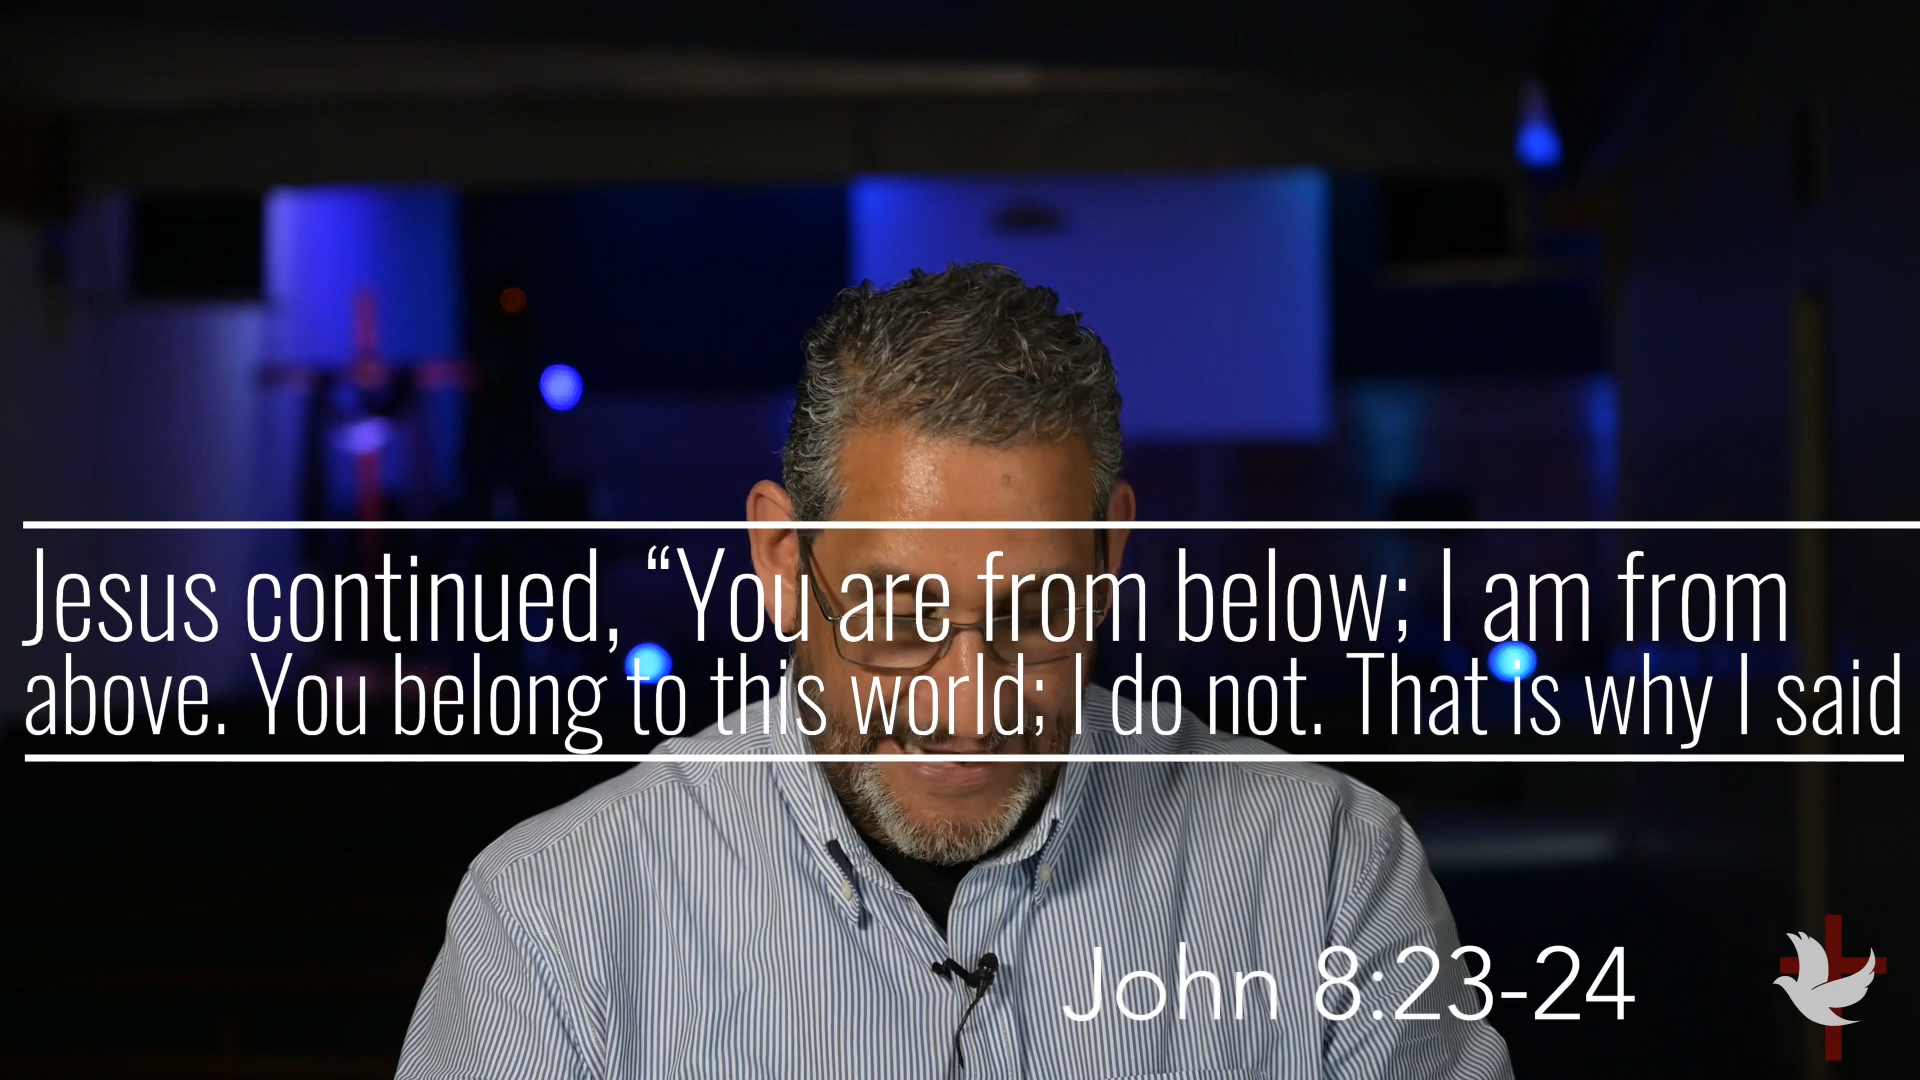 Jesus continued, “You are from below; I am from
above. You belong to this world; I do not. That is why I said
John 8:23-24